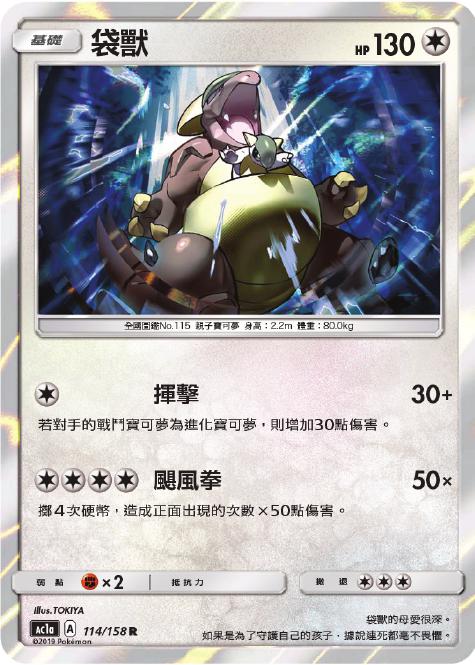 基礎 袋獸 HP 130
全國圖鑑No.115 親子寶可夢 身高:2.2m 體重:80.0kg
揮擊 30+
若對手的戰鬥寶可夢為進化寶可夢,則增加30點傷害。
颶風拳 50×
擲4次硬幣,造成正面出現的次數×50點傷害。
弱點 ×2 抵抗力 撤退
illus.TOKIYA
AC1a A 114/158 R
©2019 Pokémon
袋獸的母愛很深。
如果是為了守護自己的孩子,據說連死都毫不畏懼。